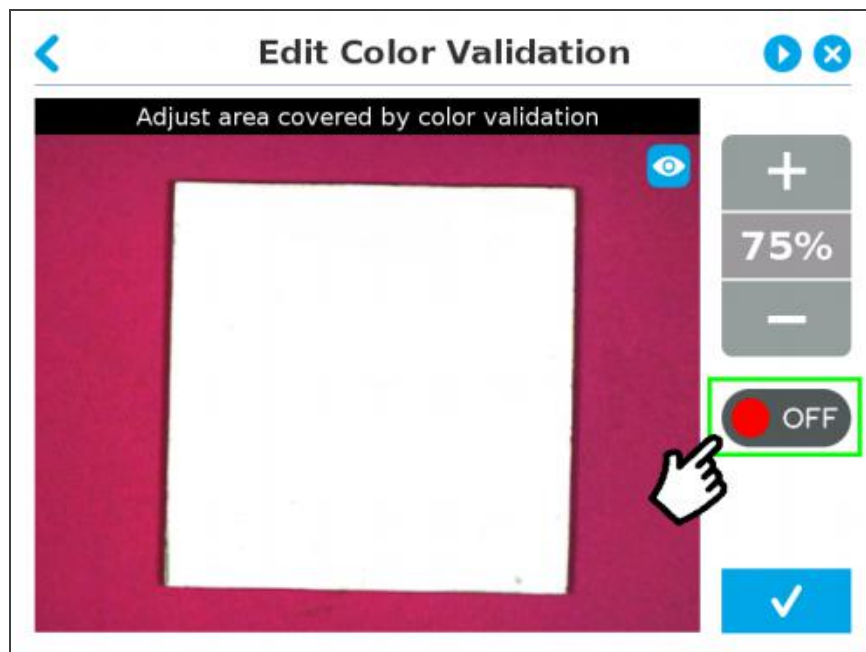 Edit Color Validation
Adjust area covered by color validation
+
75%
−
OFF